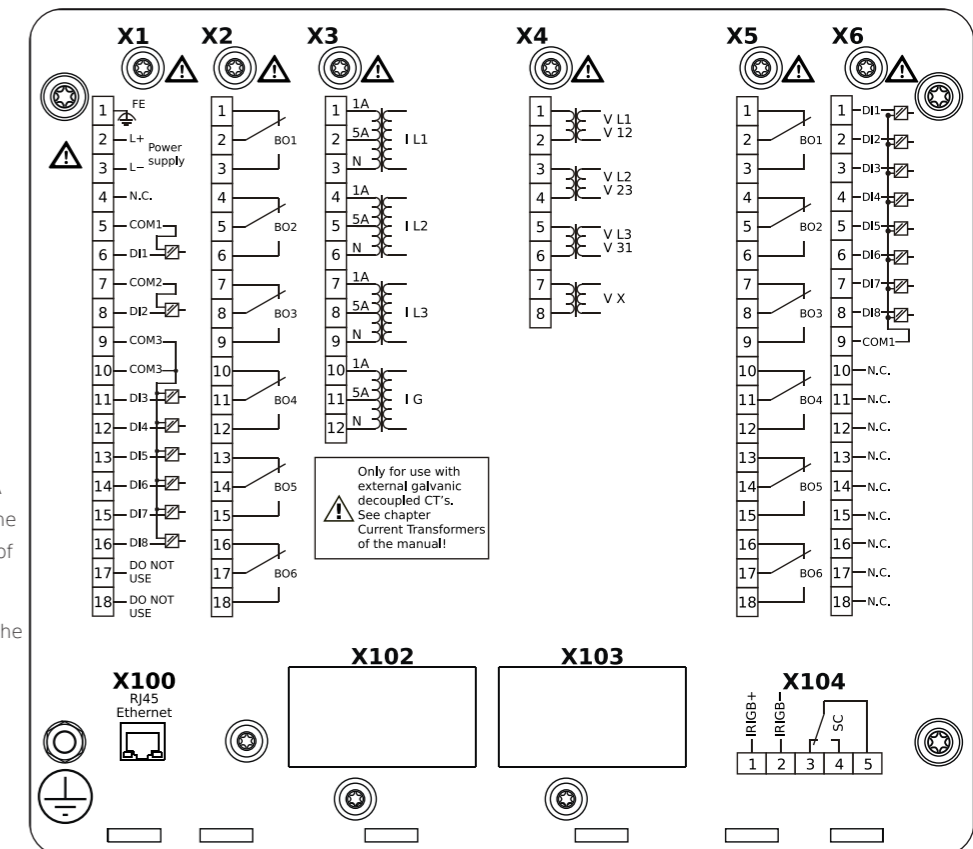 X1
X2
X3
X4
X5
X6
1 FE
2 L+ Power
3 L− supply
4 N.C.
5 COM1
6 DI1
7 COM2
8 DI2
9 COM3
10 COM3
11 DI3
12 DI4
13 DI5
14 DI6
15 DI7
16 DI8
17 DO NOT
USE
18 DO NOT
USE
1
2 BO1
3
4
5 BO2
6
7
8 BO3
9
10
11 BO4
12
13
14 BO5
15
16
17 BO6
18
1 1A
2 5A I L1
3 N
4 1A
5 5A I L2
6 N
7 1A
8 5A I L3
9 N
10 1A
11 5A I G
12 N
Only for use with
external galvanic
decoupled CT's.
See chapter
Current Transformers
of the manual!
1 V L1
2 V 12
3 V L2
4 V 23
5 V L3
6 V 31
7 V X
8
1
2 BO1
3
4
5 BO2
6
7
8 BO3
9
10
11 BO4
12
13
14 BO5
15
16
17 BO6
18
1 DI1
2 DI2
3 DI3
4 DI4
5 DI5
6 DI6
7 DI7
8 DI8
9 COM1
10 N.C.
11 N.C.
12 N.C.
13 N.C.
14 N.C.
15 N.C.
16 N.C.
17 N.C.
18 N.C.
of
X100
RJ45
Ethernet
X102
X103
X104
IRIGB+
IRIGB−
SC
1 2 3 4 5